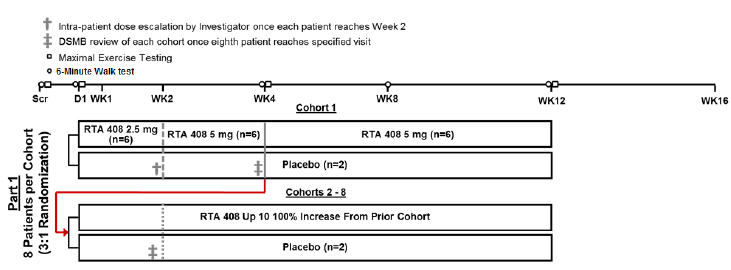 † Intra-patient dose escalation by Investigator once each patient reaches Week 2
‡ DSMB review of each cohort once eighth patient reaches specified visit
Maximal Exercise Testing
6-Minute Walk test
Scr D1 WK1 WK2 WK4 WK8 WK12 WK16
Cohort 1
Part 1
8 Patients per Cohort
(3:1 Randomization)
RTA 408 2.5 mg
(n=6)
RTA 408 5 mg (n=6)
RTA 408 5 mg (n=6)
† ‡ Placebo (n=2)
Cohorts 2 - 8
RTA 408 Up 10 100% Increase From Prior Cohort
‡ Placebo (n=2)